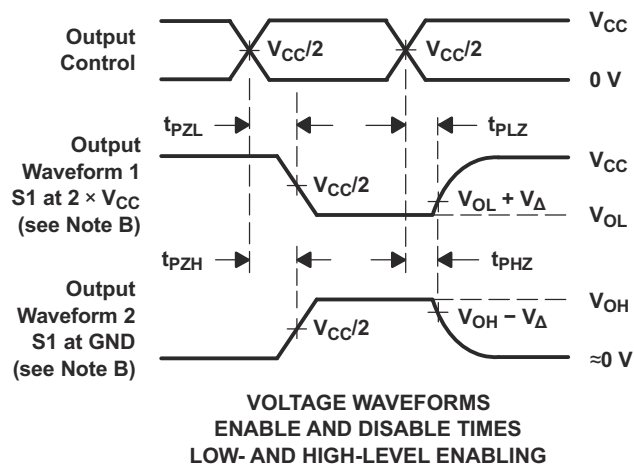 Output
Control
V_CC/2
V_CC/2
V_CC
0 V
t_PZL
t_PLZ
Output
Waveform 1
S1 at 2 × V_CC
(see Note B)
V_CC/2
V_OL + V_Δ
V_CC
V_OL
t_PZH
t_PHZ
Output
Waveform 2
S1 at GND
(see Note B)
V_CC/2
V_OH − V_Δ
V_OH
≈0 V
VOLTAGE WAVEFORMS
ENABLE AND DISABLE TIMES
LOW- AND HIGH-LEVEL ENABLING